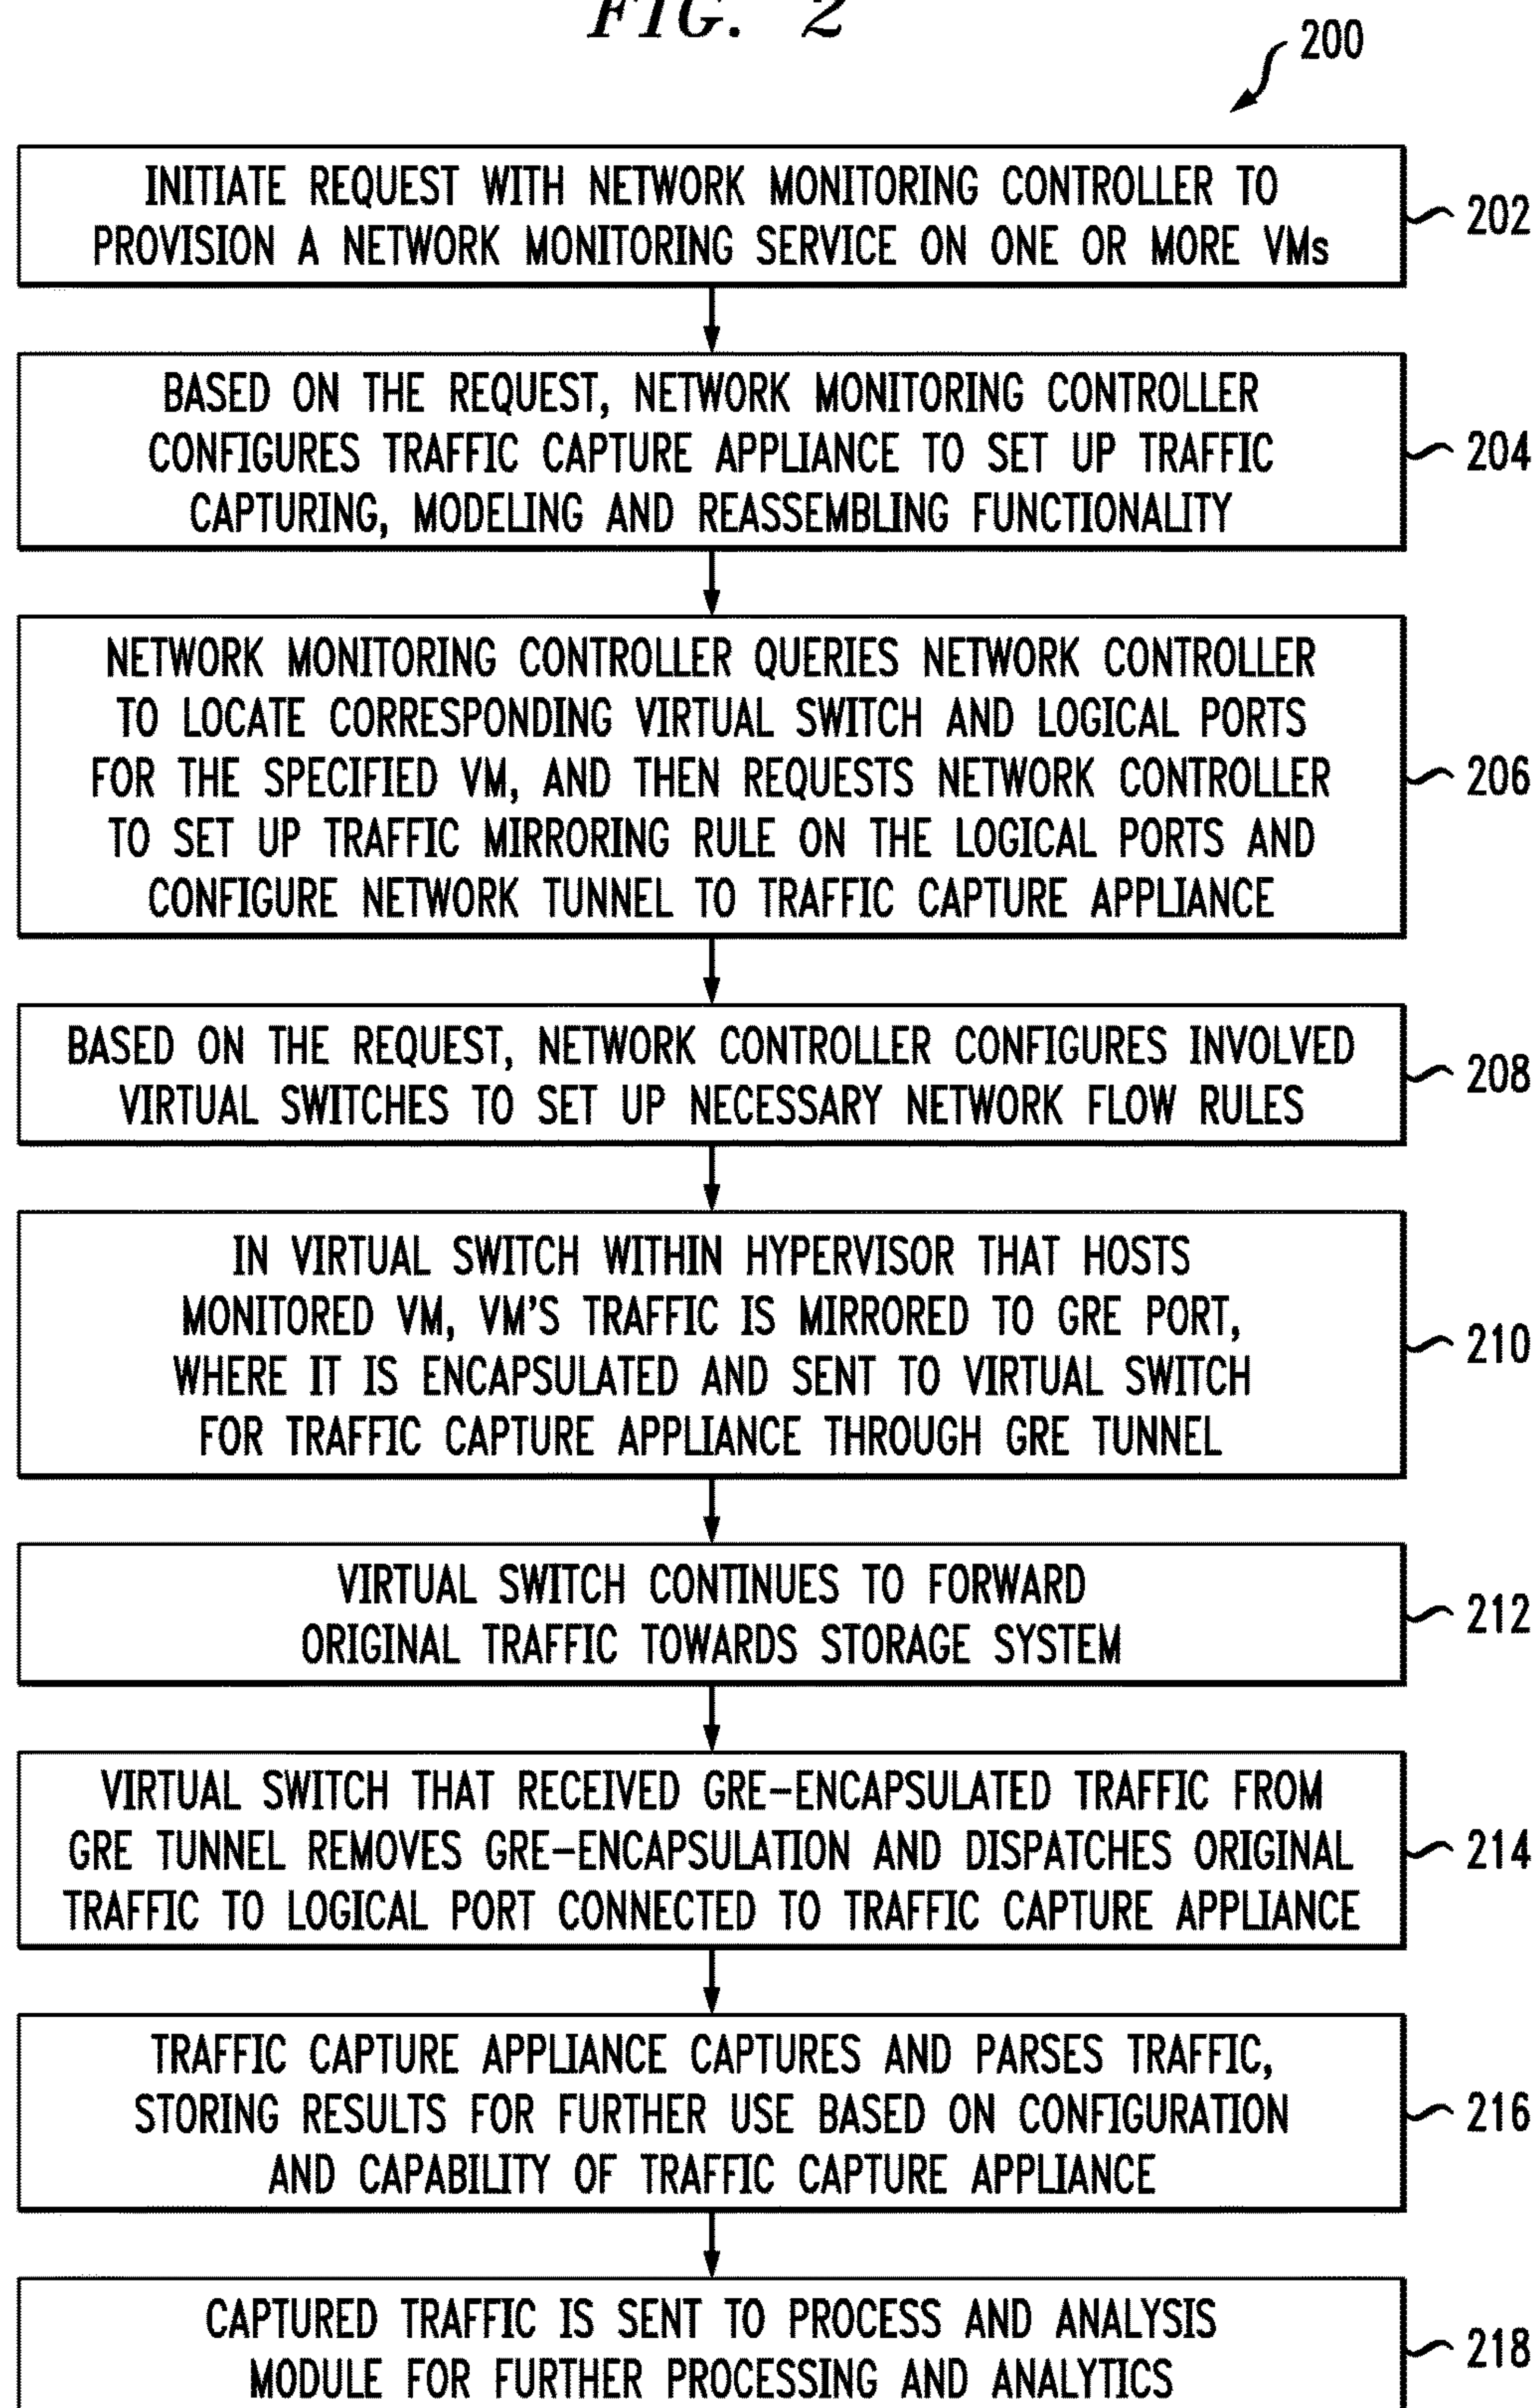 FIG. 2
200
INITIATE REQUEST WITH NETWORK MONITORING CONTROLLER TO
PROVISION A NETWORK MONITORING SERVICE ON ONE OR MORE VMs
202
BASED ON THE REQUEST, NETWORK MONITORING CONTROLLER
CONFIGURES TRAFFIC CAPTURE APPLIANCE TO SET UP TRAFFIC
CAPTURING, MODELING AND REASSEMBLING FUNCTIONALITY
204
NETWORK MONITORING CONTROLLER QUERIES NETWORK CONTROLLER
TO LOCATE CORRESPONDING VIRTUAL SWITCH AND LOGICAL PORTS
FOR THE SPECIFIED VM, AND THEN REQUESTS NETWORK CONTROLLER
TO SET UP TRAFFIC MIRRORING RULE ON THE LOGICAL PORTS AND
CONFIGURE NETWORK TUNNEL TO TRAFFIC CAPTURE APPLIANCE
206
BASED ON THE REQUEST, NETWORK CONTROLLER CONFIGURES INVOLVED
VIRTUAL SWITCHES TO SET UP NECESSARY NETWORK FLOW RULES
208
IN VIRTUAL SWITCH WITHIN HYPERVISOR THAT HOSTS
MONITORED VM, VM'S TRAFFIC IS MIRRORED TO GRE PORT,
WHERE IT IS ENCAPSULATED AND SENT TO VIRTUAL SWITCH
FOR TRAFFIC CAPTURE APPLIANCE THROUGH GRE TUNNEL
210
VIRTUAL SWITCH CONTINUES TO FORWARD
ORIGINAL TRAFFIC TOWARDS STORAGE SYSTEM
212
VIRTUAL SWITCH THAT RECEIVED GRE-ENCAPSULATED TRAFFIC FROM
GRE TUNNEL REMOVES GRE-ENCAPSULATION AND DISPATCHES ORIGINAL
TRAFFIC TO LOGICAL PORT CONNECTED TO TRAFFIC CAPTURE APPLIANCE
214
TRAFFIC CAPTURE APPLIANCE CAPTURES AND PARSES TRAFFIC,
STORING RESULTS FOR FURTHER USE BASED ON CONFIGURATION
AND CAPABILITY OF TRAFFIC CAPTURE APPLIANCE
216
CAPTURED TRAFFIC IS SENT TO PROCESS AND ANALYSIS
MODULE FOR FURTHER PROCESSING AND ANALYTICS
218